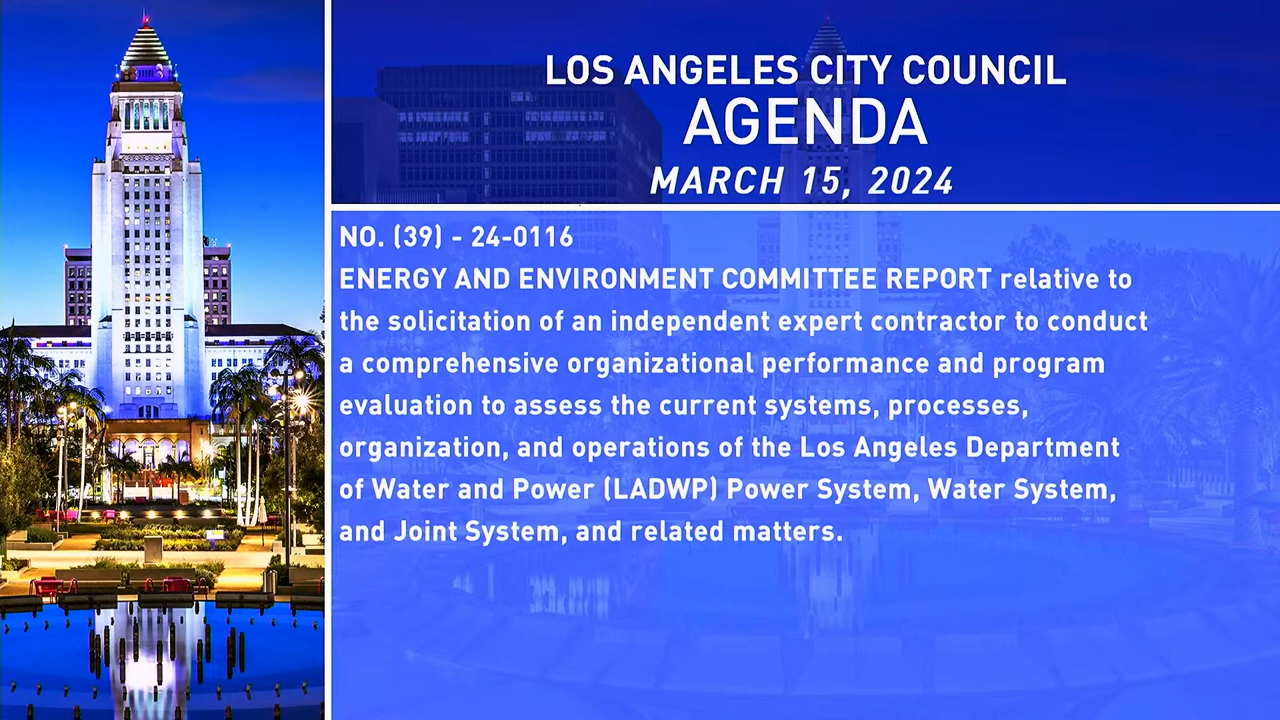 LOS ANGELES CITY COUNCIL
AGENDA
MARCH 15, 2024
NO. (39) - 24-0116
ENERGY AND ENVIRONMENT COMMITTEE REPORT relative to
the solicitation of an independent expert contractor to conduct
a comprehensive organizational performance and program
evaluation to assess the current systems, processes,
organization, and operations of the Los Angeles Department
of Water and Power (LADWP) Power System, Water System,
and Joint System, and related matters.